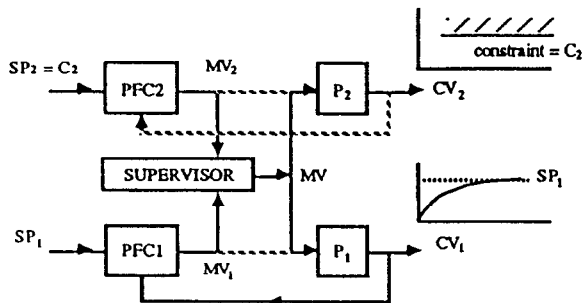 constraint = C₂
SP₂ = C₂
PFC2
MV₂
P₂
CV₂
SUPERVISOR
MV
SP₁
SP₁
PFC1
MV₁
P₁
CV₁